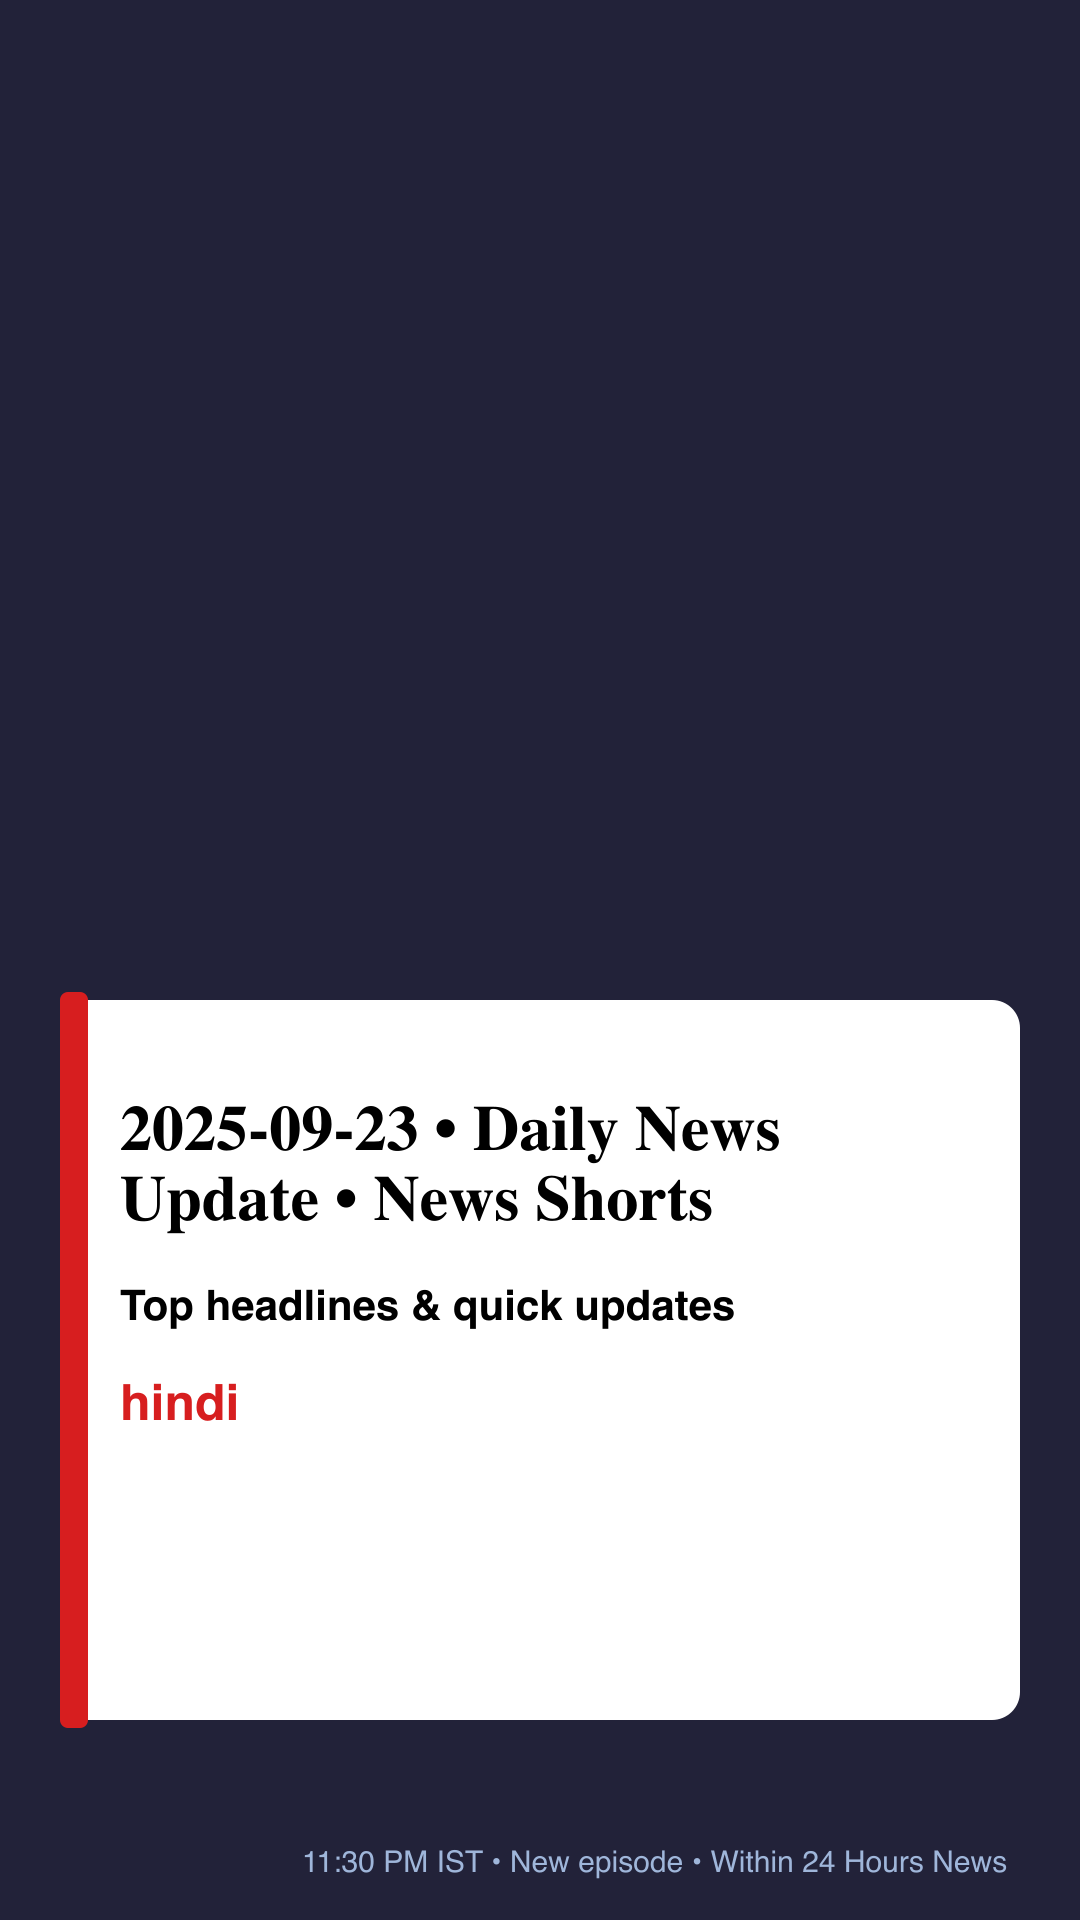 2025-09-23 • Daily News
Update • News Shorts
Top headlines & quick updates
hindi
11:30 PM IST • New episode • Within 24 Hours News